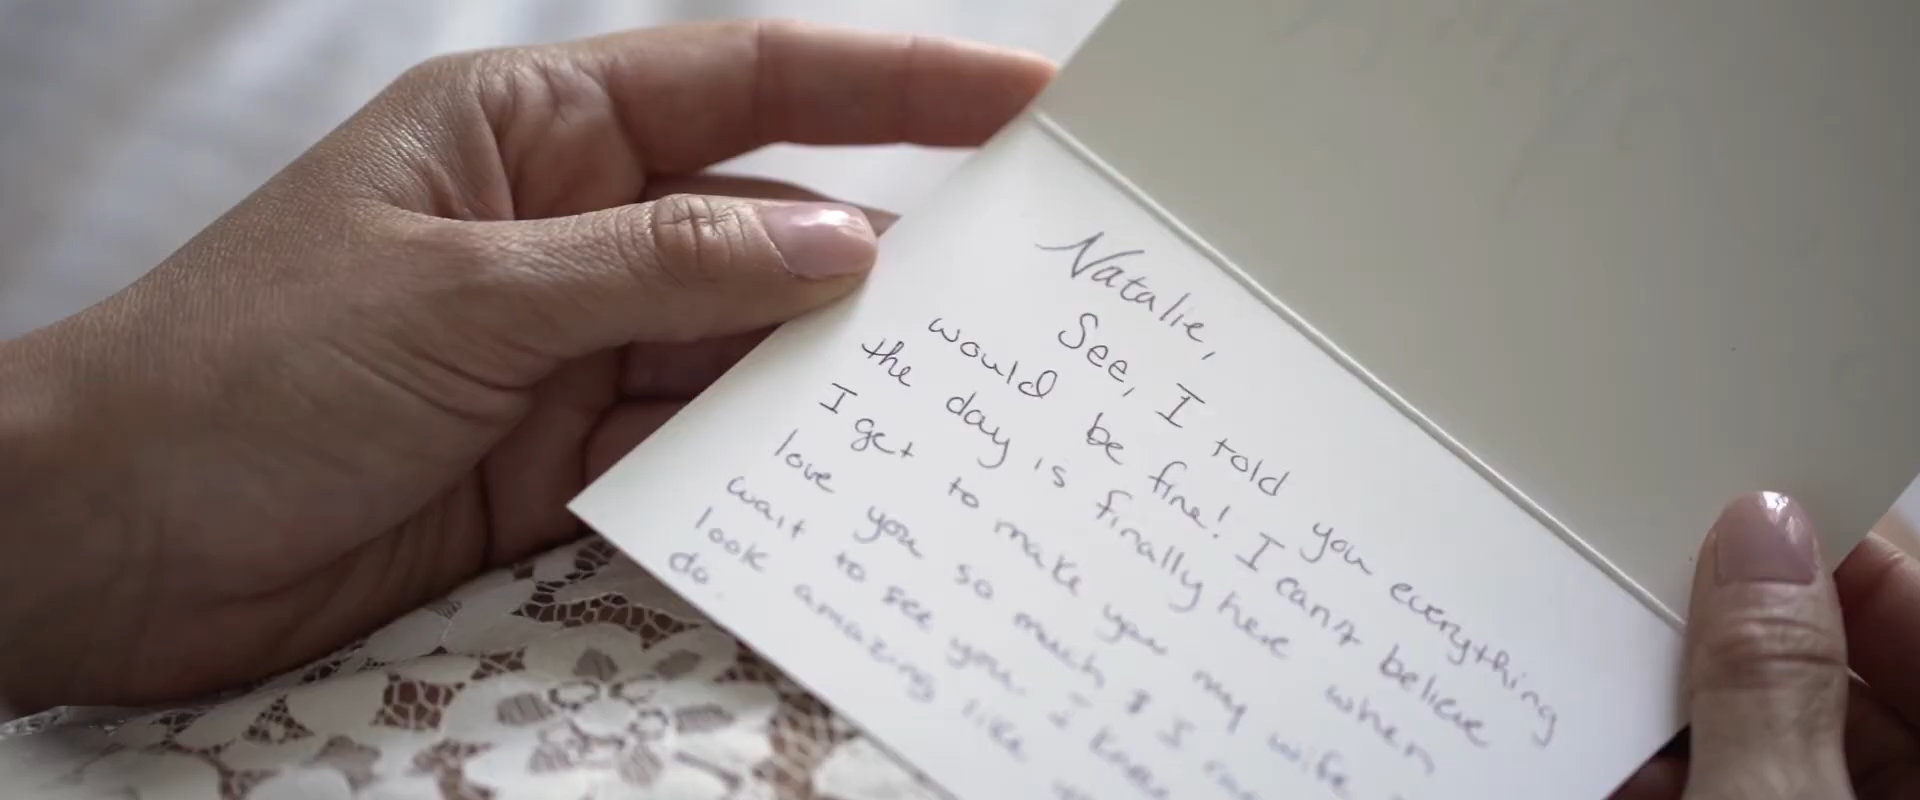 Natalie,
See, I told you everything
would be fine! I can't believe
the day is finally here when
I get to make you my wife.
love you so much & I
wait to see you. I know
look amazing like
do.